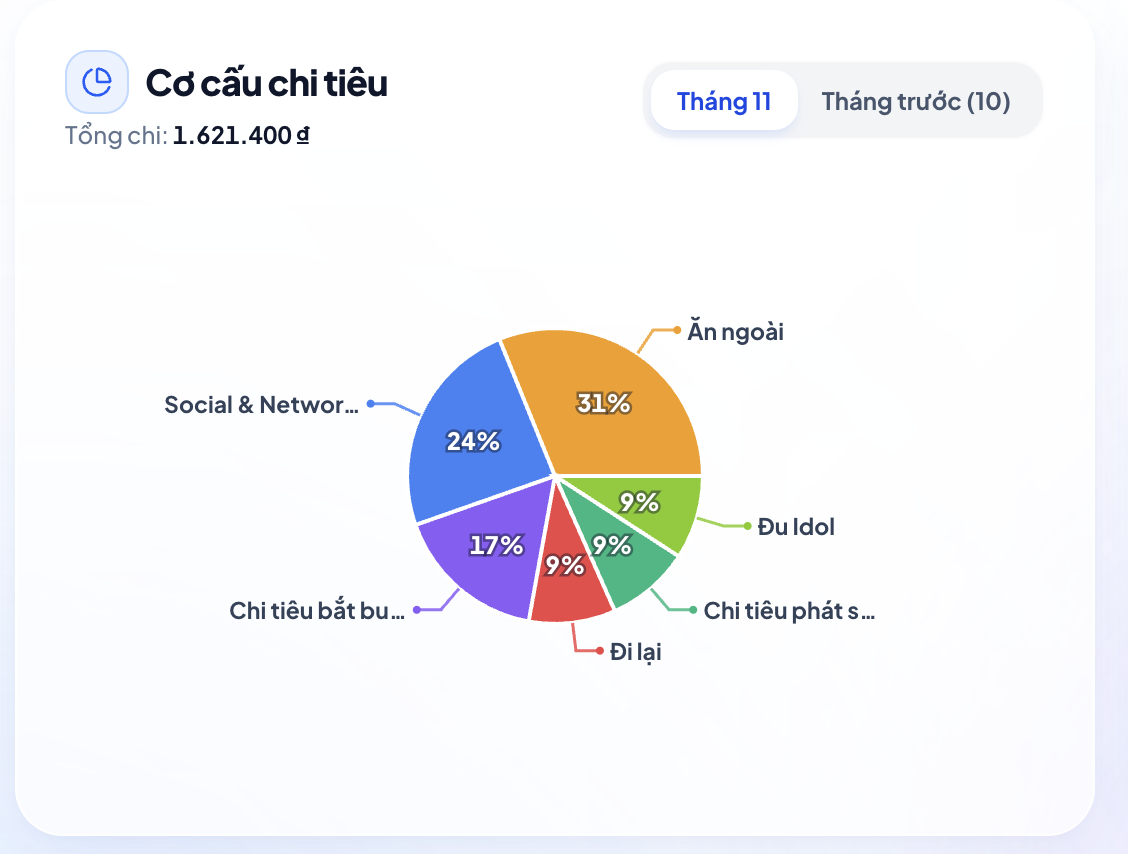 Cơ cấu chi tiêu
Tổng chi: 1.621.400 ₫
Tháng 11
Tháng trước (10)
Ăn ngoài
31%
Social & Networ...
24%
9%
Đu Idol
17%
9%
9%
Chi tiêu bắt bu...
Chi tiêu phát s...
Đi lại